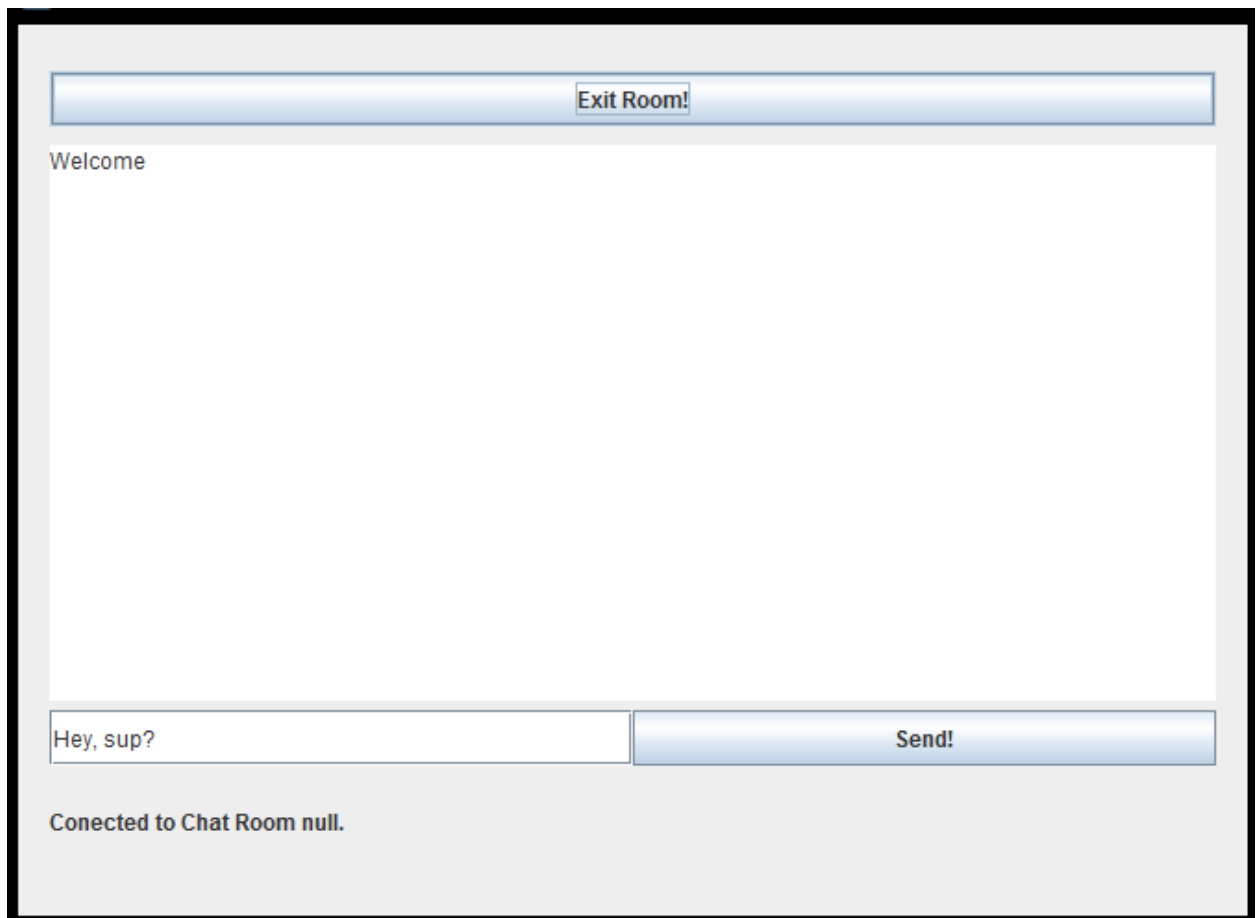 Exit Room!
Welcome
Hey, sup?
Send!
Conected to Chat Room null.